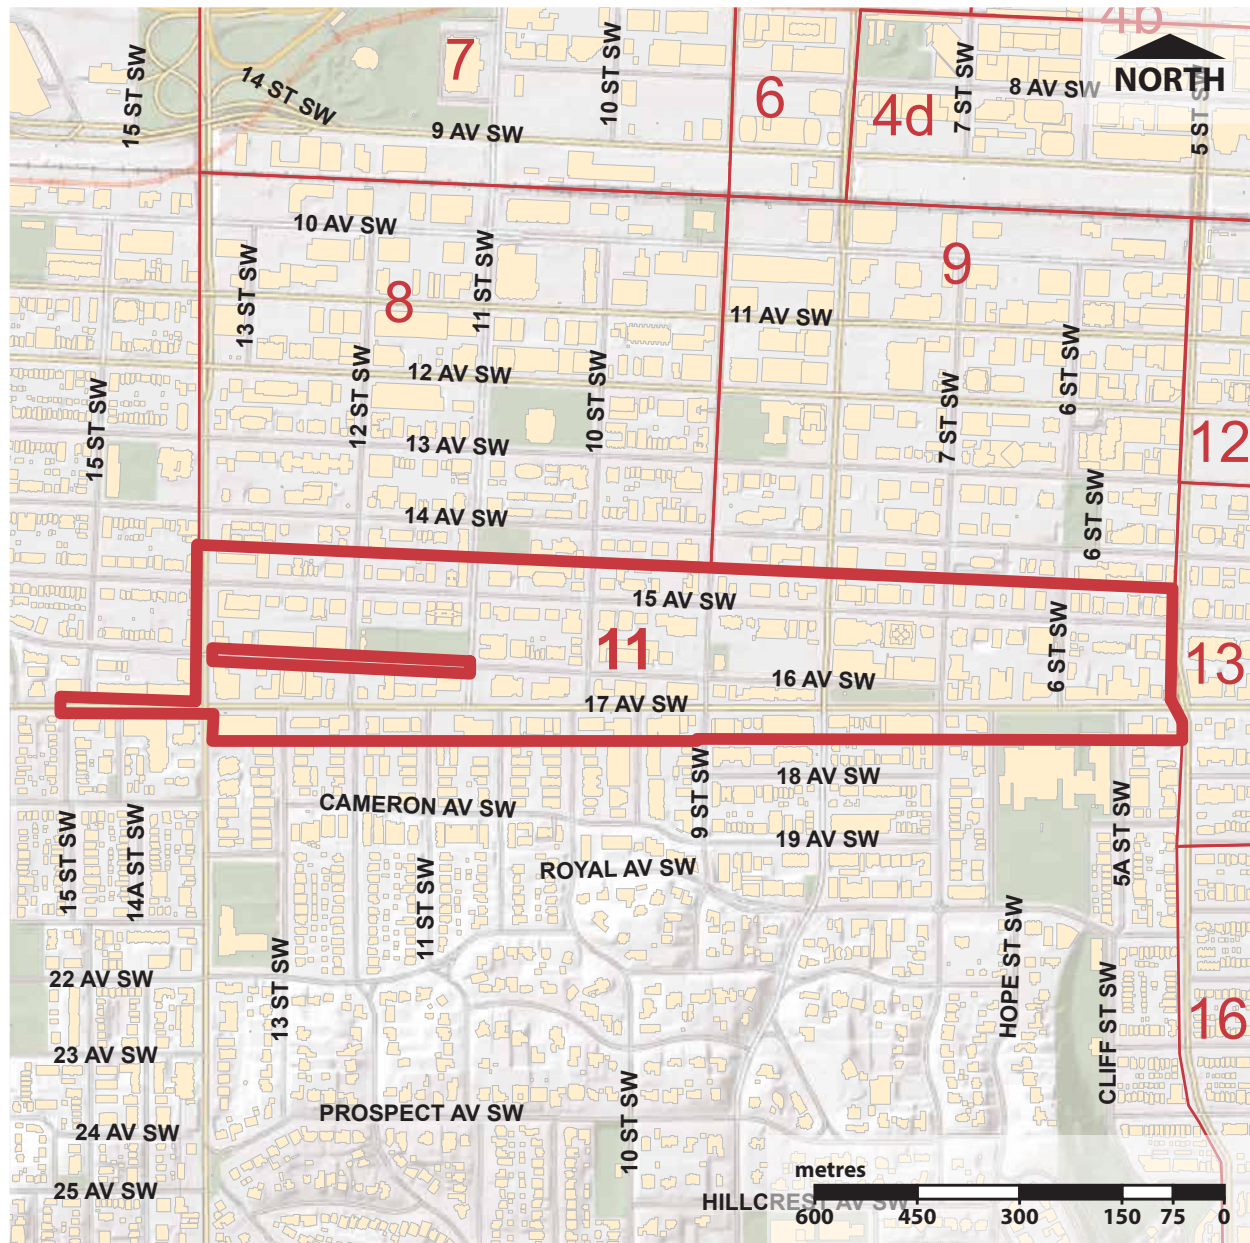 4b
NORTH
7
15 ST SW
14 ST SW
10 ST SW
6
4d
7 ST SW
8 AV SW
5 ST SW
9 AV SW
10 AV SW
13 ST SW
11 ST SW
8
9
11 AV SW
12 AV SW
12 ST SW
10 ST SW
6 ST SW
7 ST SW
15 ST SW
13 AV SW
12
14 AV SW
6 ST SW
15 AV SW
11
6 ST SW
13
16 AV SW
17 AV SW
9 ST SW
18 AV SW
CAMERON AV SW
19 AV SW
5A ST SW
15 ST SW
14A ST SW
ROYAL AV SW
11 ST SW
22 AV SW
13 ST SW
HOPE ST SW
CLIFF ST SW
16
23 AV SW
PROSPECT AV SW
10 ST SW
24 AV SW
25 AV SW
HILLCREST AV SW
metres
600 450 300 150 75 0